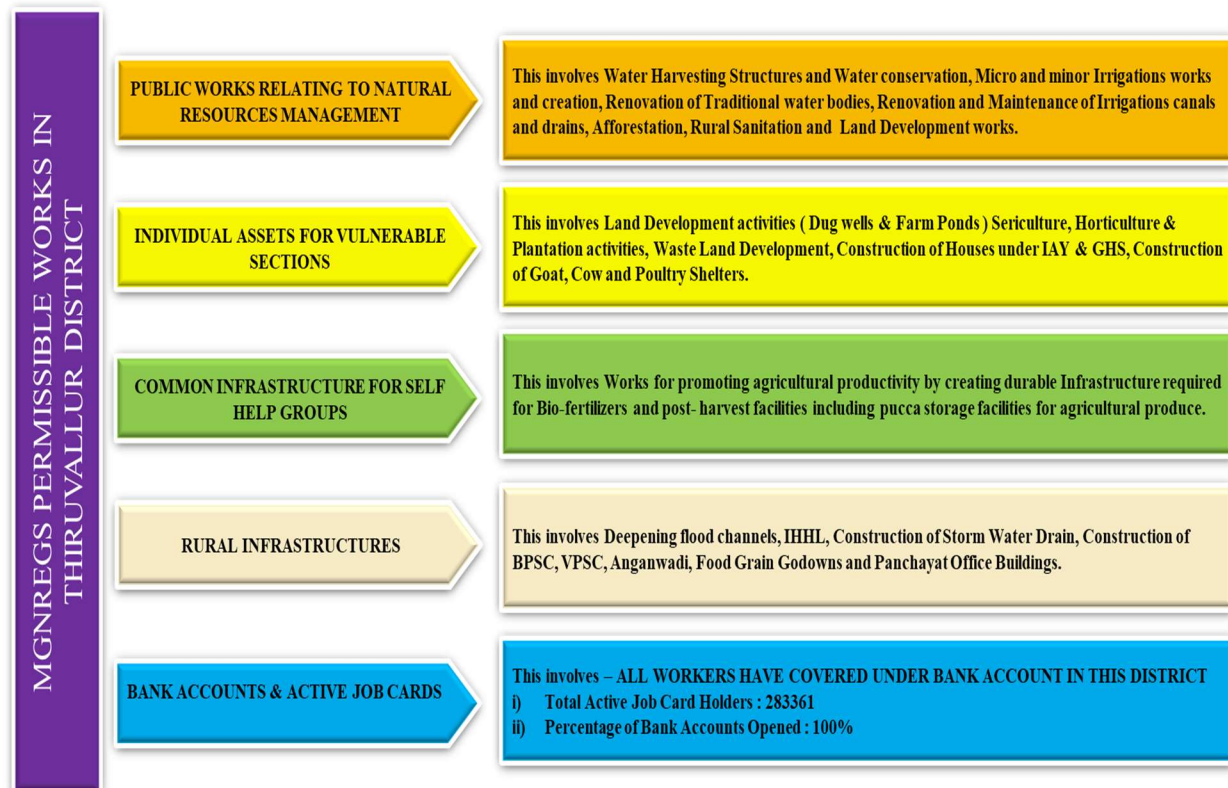 MGNREGS PERMISSIBLE WORKS IN
THIRUVALLUR DISTRICT
PUBLIC WORKS RELATING TO NATURAL
RESOURCES MANAGEMENT
This involves Water Harvesting Structures and Water conservation, Micro and minor Irrigations works
and creation, Renovation of Traditional water bodies, Renovation and Maintenance of Irrigations canals
and drains, Afforestation, Rural Sanitation and Land Development works.
INDIVIDUAL ASSETS FOR VULNERABLE
SECTIONS
This involves Land Development activities ( Dug wells & Farm Ponds ) Sericulture, Horticulture &
Plantation activities, Waste Land Development, Construction of Houses under IAY & GHS, Construction
of Goat, Cow and Poultry Shelters.
COMMON INFRASTRUCTURE FOR SELF
HELP GROUPS
This involves Works for promoting agricultural productivity by creating durable Infrastructure required
for Bio-fertilizers and post- harvest facilities including pucca storage facilities for agricultural produce.
RURAL INFRASTRUCTURES
This involves Deepening flood channels, IHHL, Construction of Storm Water Drain, Construction of
BPSC, VPSC, Anganwadi, Food Grain Godowns and Panchayat Office Buildings.
BANK ACCOUNTS & ACTIVE JOB CARDS
This involves – ALL WORKERS HAVE COVERED UNDER BANK ACCOUNT IN THIS DISTRICT
i) Total Active Job Card Holders : 283361
ii) Percentage of Bank Accounts Opened : 100%